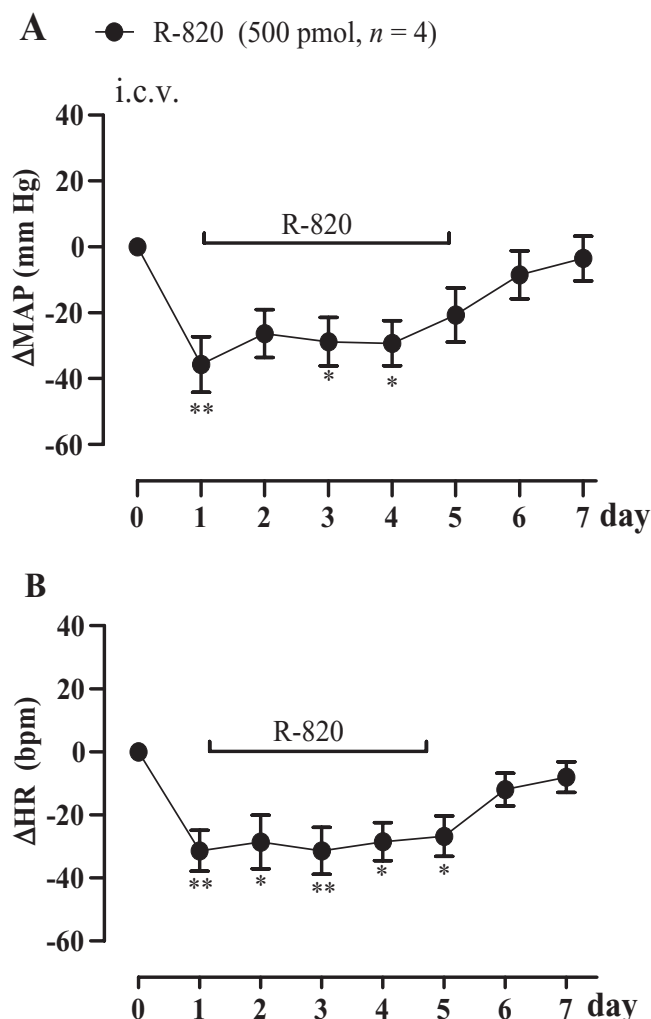 A R-820 (500 pmol, n = 4)
i.c.v.
ΔMAP (mm Hg)
40
20
0
-20
-40
-60
R-820
**
*
*
0 1 2 3 4 5 6 7 day
B
ΔHR (bpm)
40
20
0
-20
-40
-60
R-820
**
*
**
*
*
0 1 2 3 4 5 6 7 day